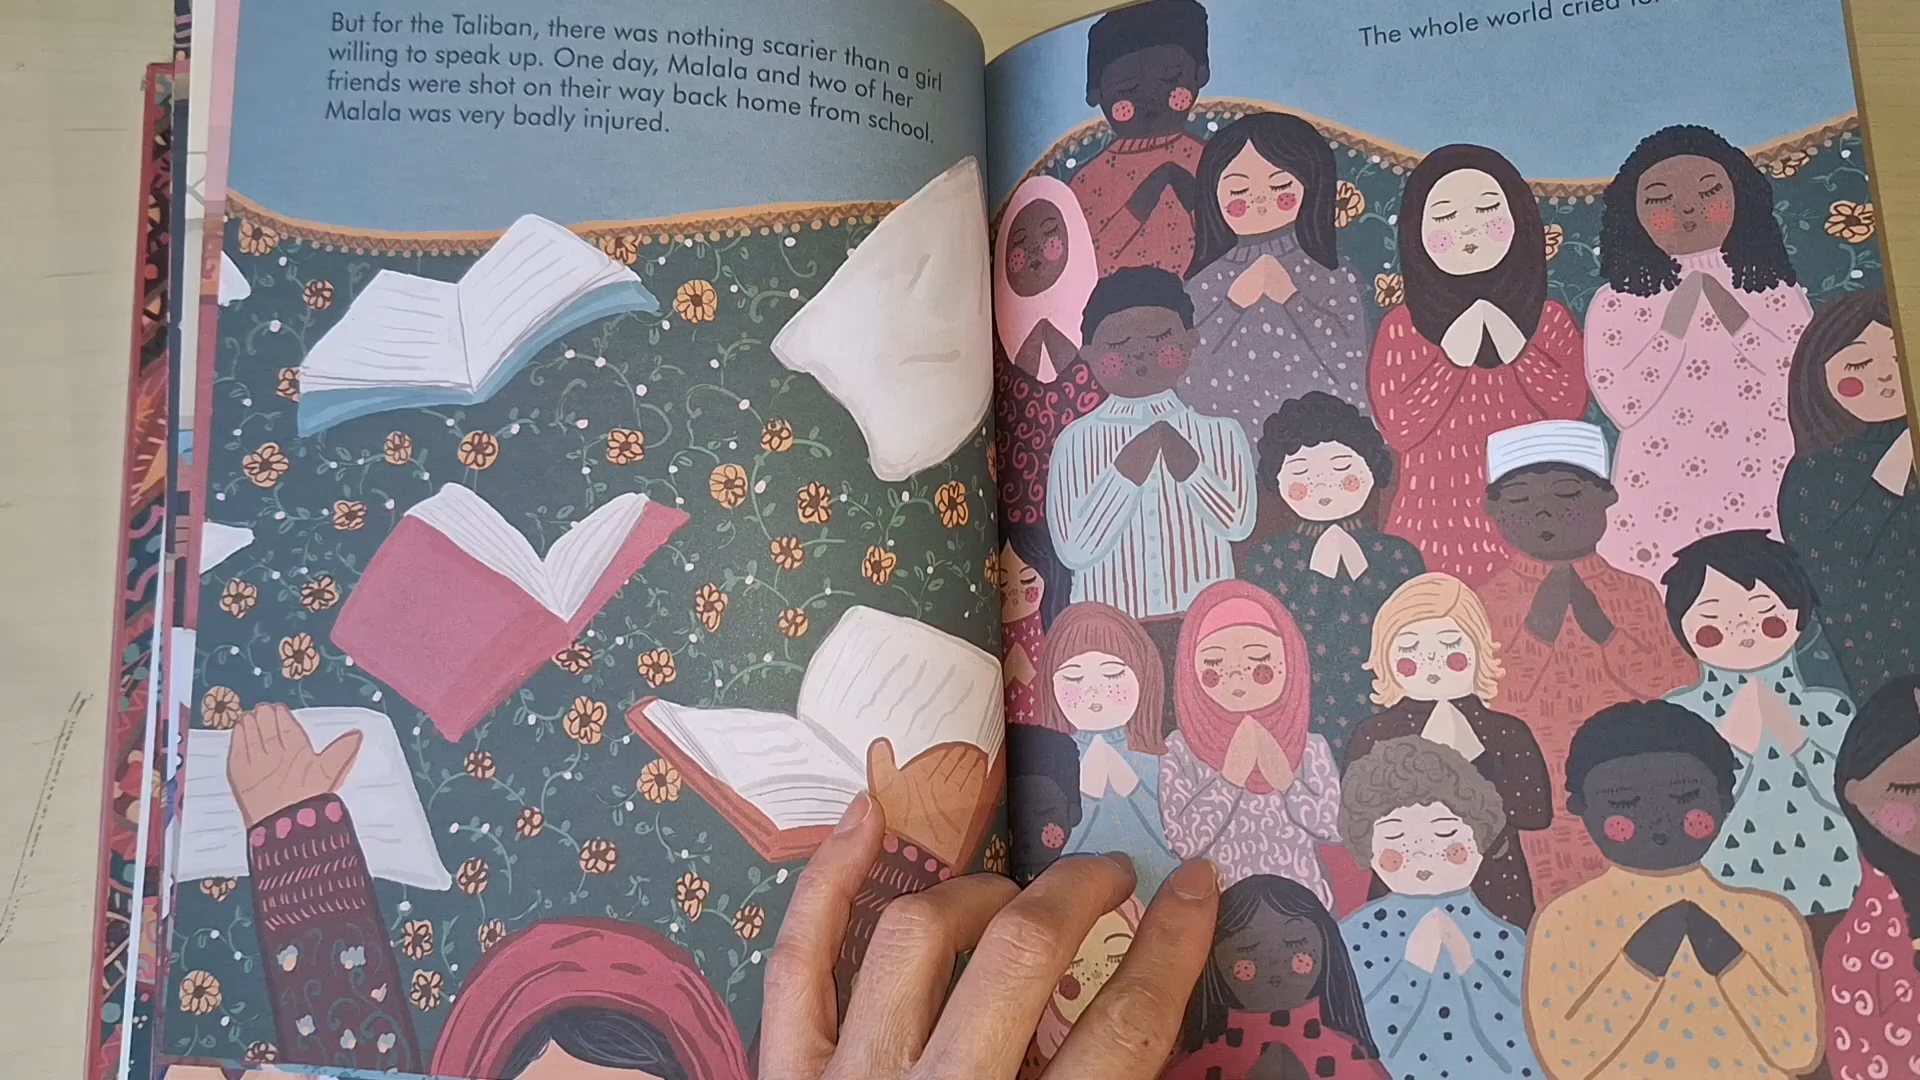 But for the Taliban, there was nothing scarier than a girl
willing to speak up. One day, Malala and two of her
friends were shot on their way back home from school.
Malala was very badly injured.
The whole world cried